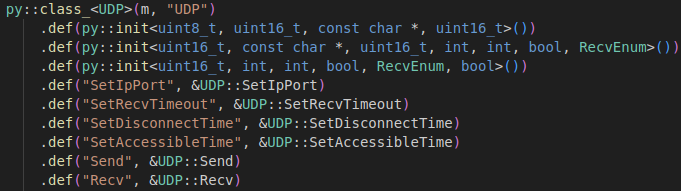 py::class_<UDP>(m, "UDP")
.def(py::init<uint8_t, uint16_t, const char *, uint16_t>())
.def(py::init<uint16_t, const char *, uint16_t, int, int, bool, RecvEnum>())
.def(py::init<uint16_t, int, int, bool, RecvEnum, bool>())
.def("SetIpPort", &UDP::SetIpPort)
.def("SetRecvTimeout", &UDP::SetRecvTimeout)
.def("SetDisconnectTime", &UDP::SetDisconnectTime)
.def("SetAccessibleTime", &UDP::SetAccessibleTime)
.def("Send", &UDP::Send)
.def("Recv", &UDP::Recv)